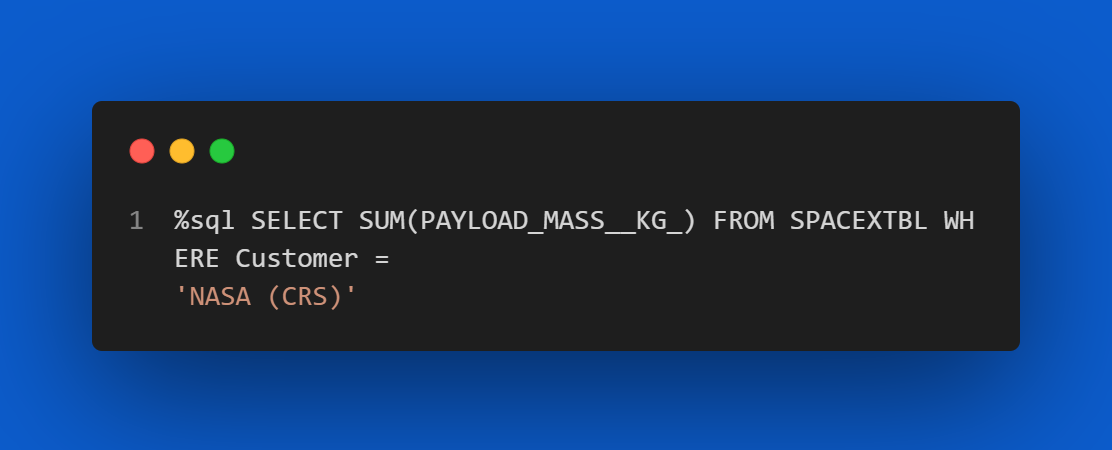 1 %sql SELECT SUM(PAYLOAD_MASS__KG_) FROM SPACEXTBL WH
ERE Customer =
'NASA (CRS)'